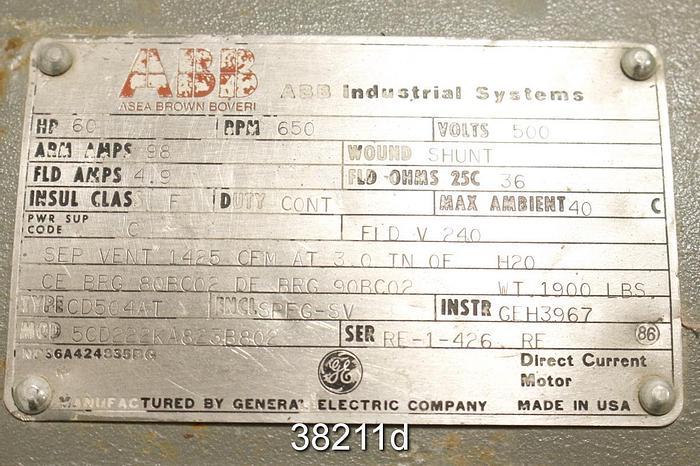 ABB
ASEA BROWN BOVERI
ABB Industrial Systems
HP 60 RPM 650 VOLTS 500
ARM AMPS 98 WOUND SHUNT
FLD AMPS 4.9 FLD OHMS 25C 36
INSUL CLASS F DUTY CONT MAX AMBIENT 40 C
PWR SUP CODE C FLD V 240
SEP VENT 1425 CFM AT 3.0 IN OF H2O
CE BRG 80BC02 DE BRG 90BC02 WT. 1900 LBS
TYPE CD504AT ENCL SPFG-SV INSTR GEH3967
MOD 5CD222KA823B802 SER RE-1-426 RF 86
GE
Direct Current
Motor
MANUFACTURED BY GENERAL ELECTRIC COMPANY MADE IN USA
38211d